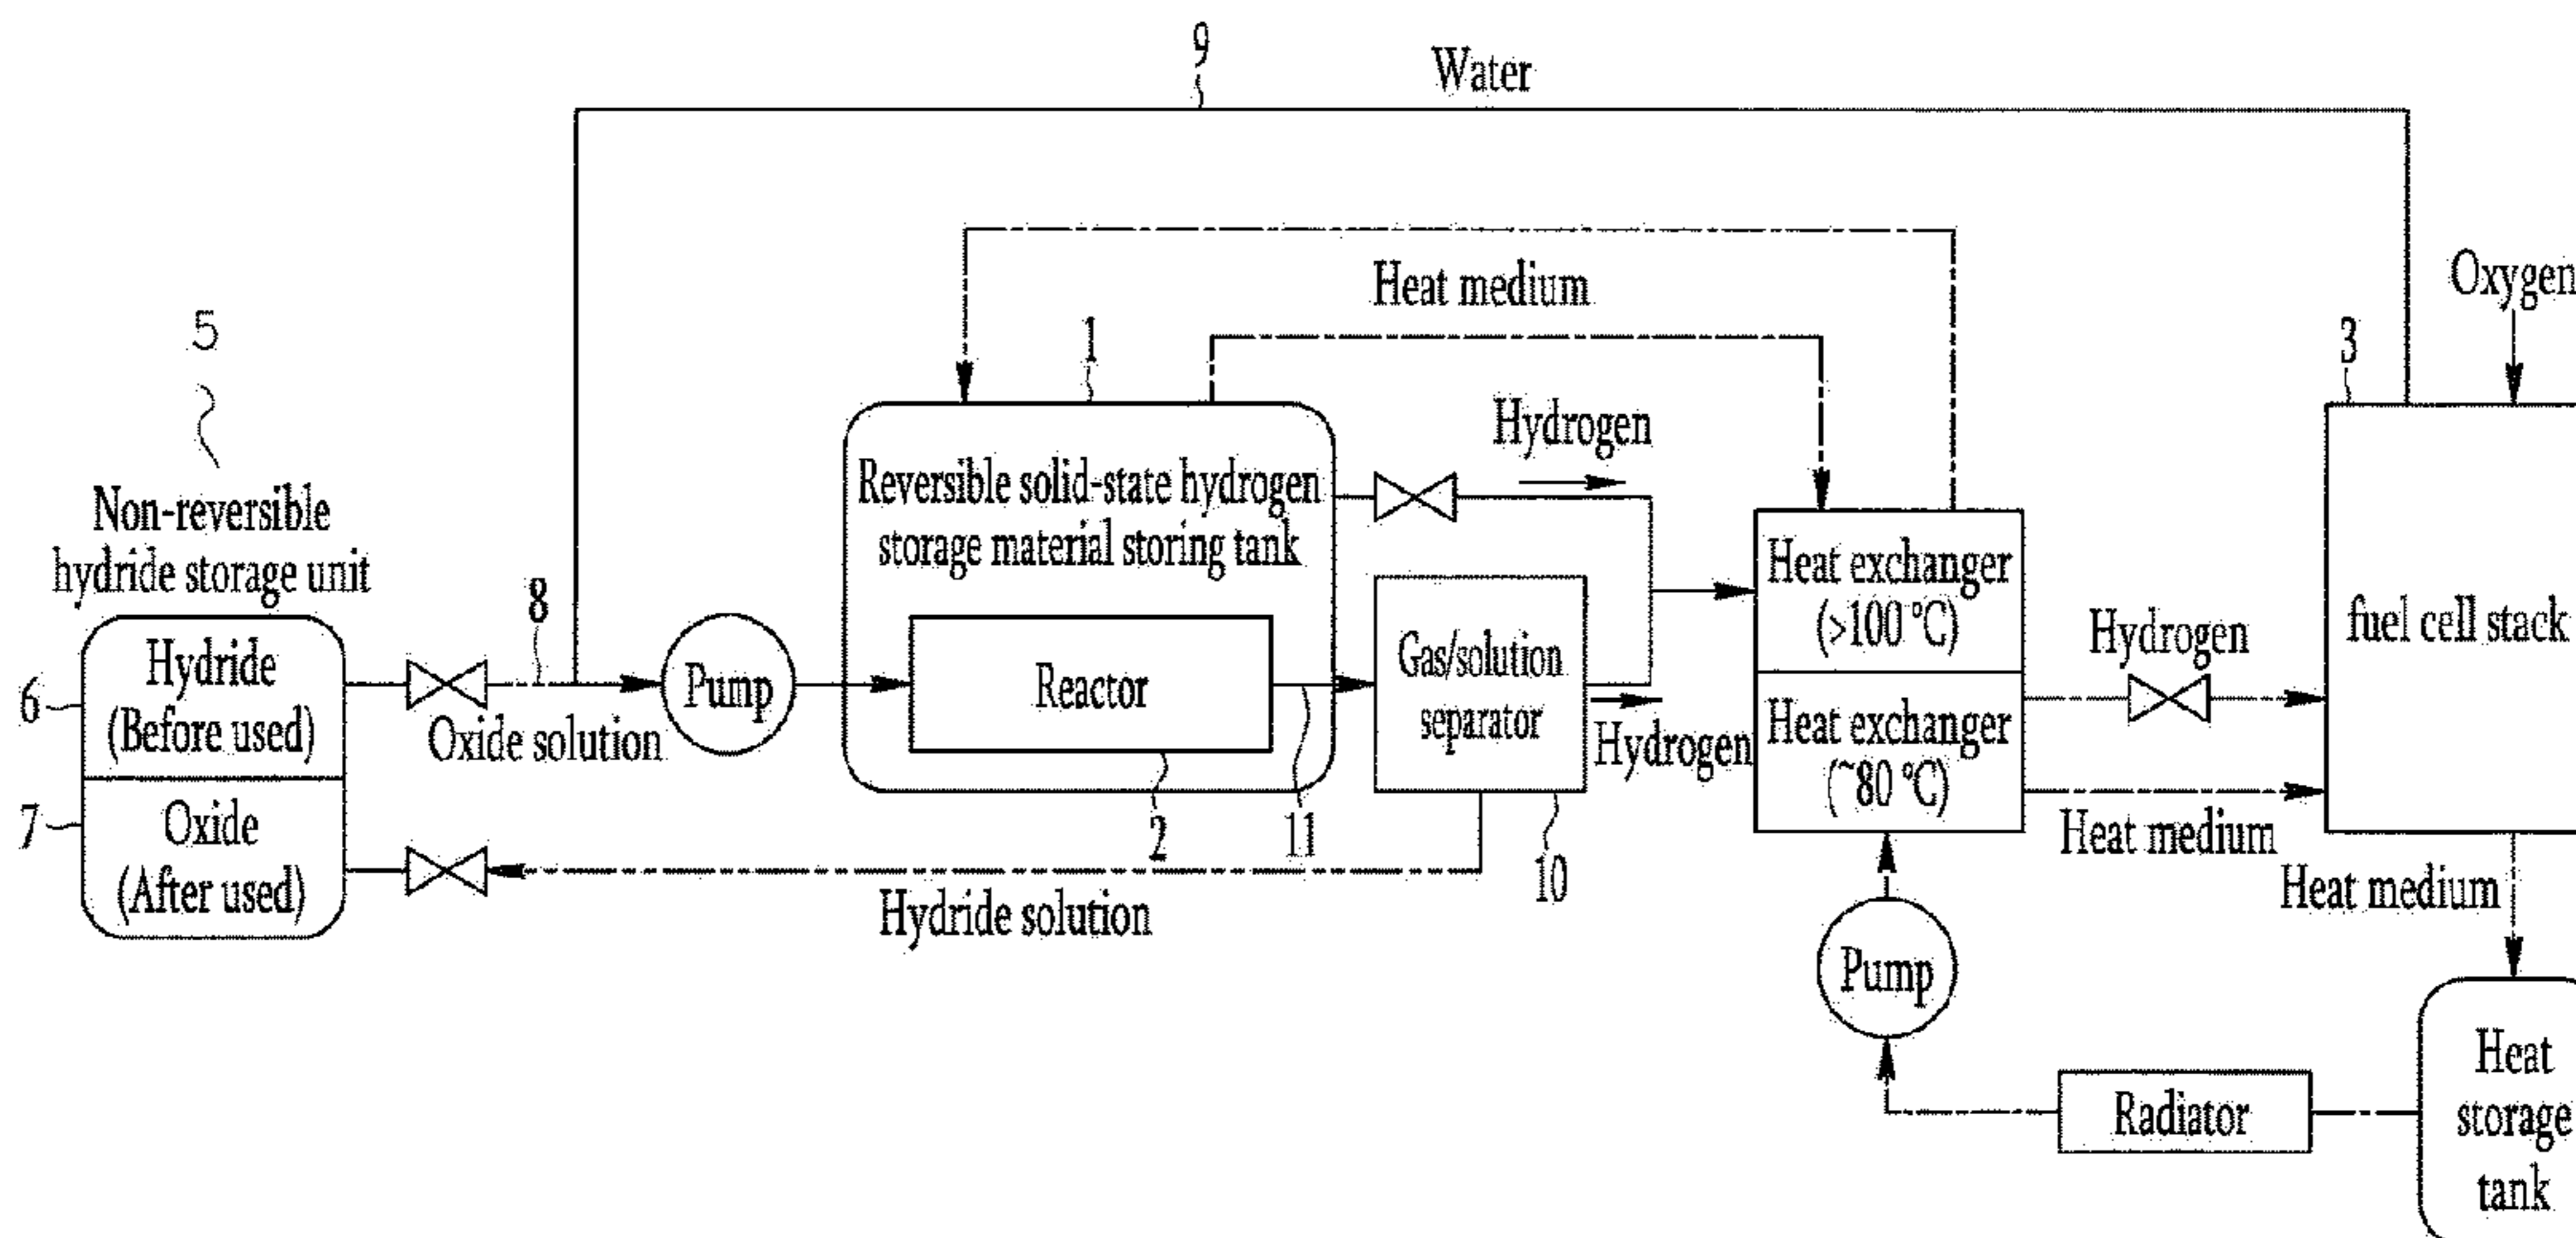 9
Water
Oxygen
Heat medium
5
1
3
Hydrogen
Non-reversible
hydride storage unit
Reversible solid-state hydrogen
storage material storing tank
8
Heat exchanger
(>100 °C)
fuel cell stack
Hydrogen
6
Hydride
(Before used)
Oxide solution
Pump
Reactor
Gas/solution
separator
Hydrogen
Heat exchanger
(~80 °C)
Heat medium
7
Oxide
(After used)
2
11
10
Hydride solution
Heat medium
Pump
Radiator
Heat
storage
tank